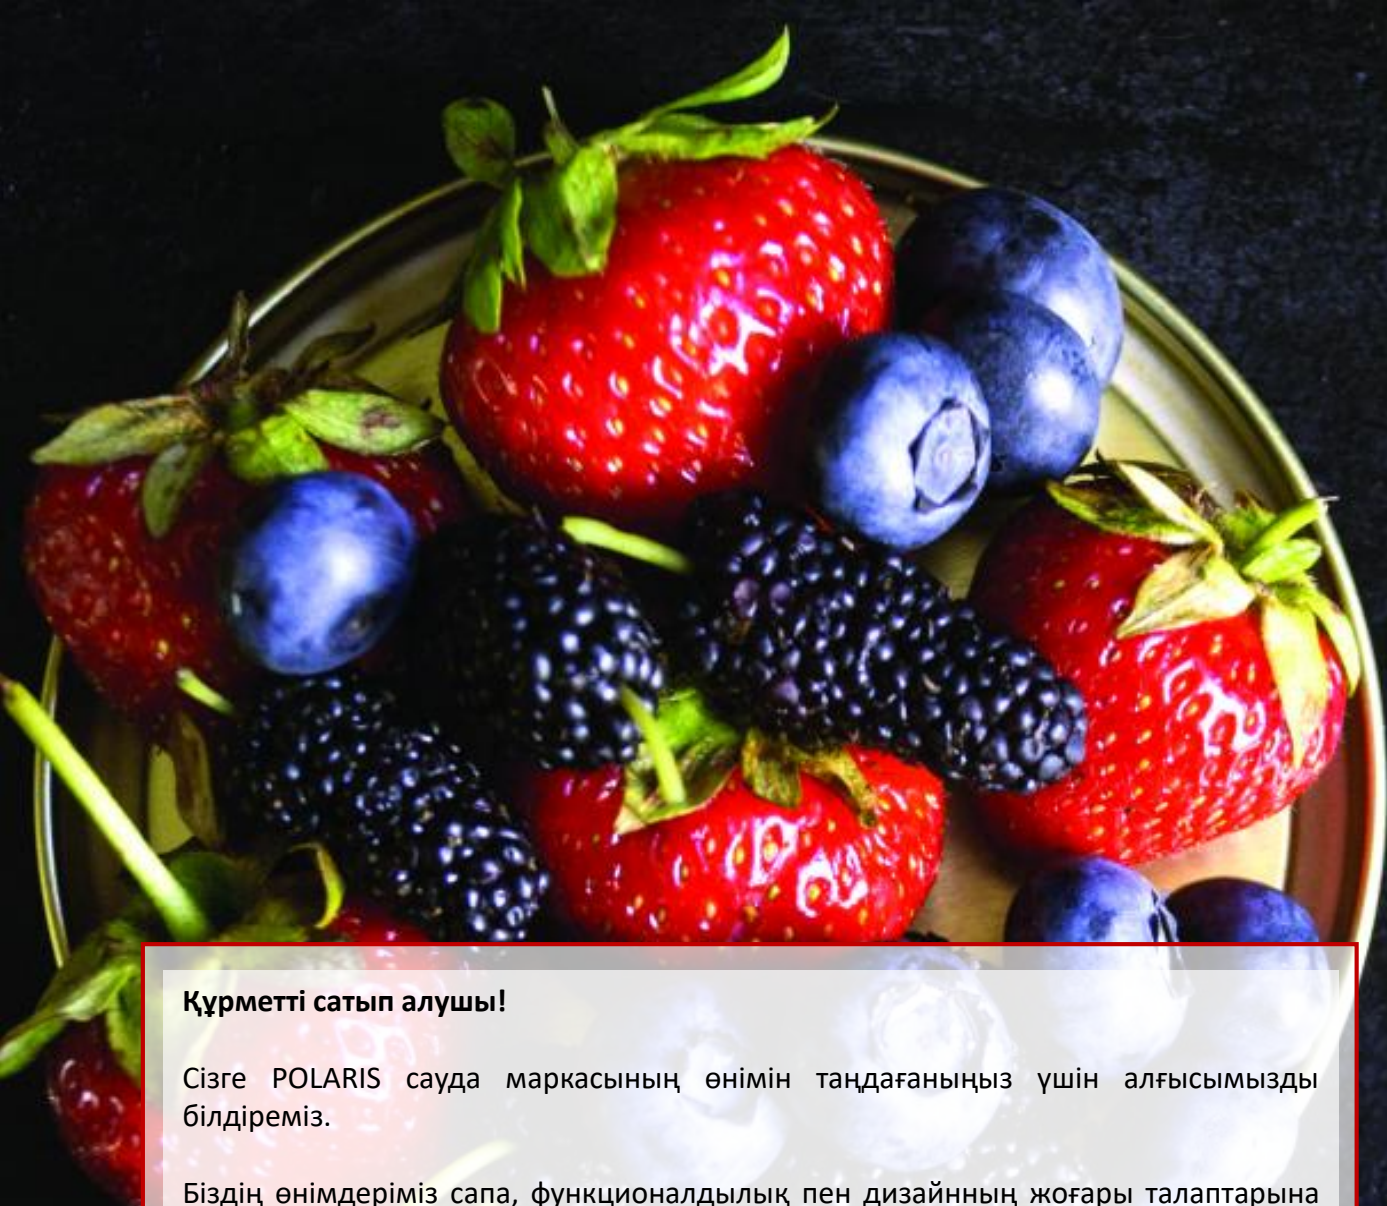 Құрметті сатып алушы!
Сізге POLARIS сауда маркасының өнімін таңдағаныңыз үшін алғысымызды
білдіреміз.
Біздің өнімдеріміз сапа, функционалдылық пен дизайнның жоғары талаптарына